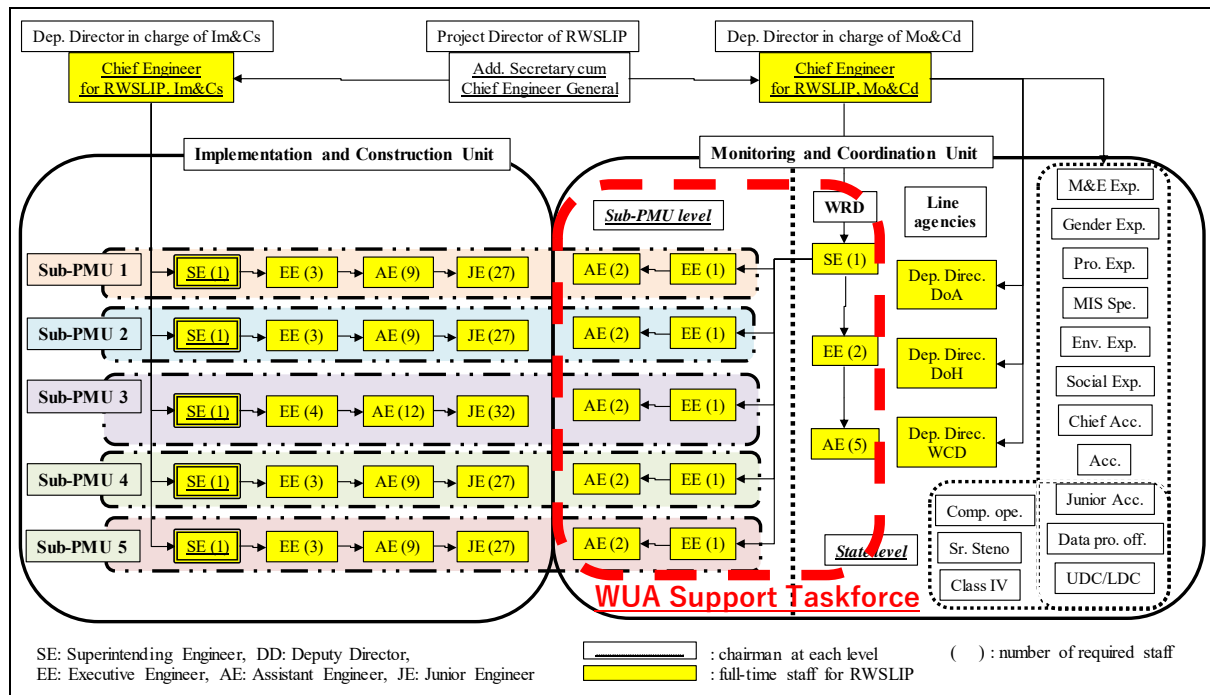 Dep. Director in charge of Im&Cs
Project Director of RWSLIP
Dep. Director in charge of Mo&Cd
Chief Engineer
for RWSLIP. Im&Cs
Add. Secretary cum
Chief Engineer General
Chief Engineer
for RWSLIP, Mo&Cd
Implementation and Construction Unit
Monitoring and Coordination Unit
Sub-PMU level
WRD
Line
agencies
Sub-PMU 1
SE (1)
EE (3)
AE (9)
JE (27)
AE (2)
EE (1)
Sub-PMU 2
SE (1)
EE (3)
AE (9)
JE (27)
AE (2)
EE (1)
Sub-PMU 3
SE (1)
EE (4)
AE (12)
JE (32)
AE (2)
EE (1)
Sub-PMU 4
SE (1)
EE (3)
AE (9)
JE (27)
AE (2)
EE (1)
Sub-PMU 5
SE (1)
EE (3)
AE (9)
JE (27)
AE (2)
EE (1)
SE (1)
EE (2)
AE (5)
Dep. Direc.
DoA
Dep. Direc.
DoH
Dep. Direc.
WCD
State level
M&E Exp.
Gender Exp.
Pro. Exp.
MIS Spe.
Env. Exp.
Social Exp.
Chief Acc.
Acc.
Junior Acc.
Data pro. off.
UDC/LDC
Comp. ope.
Sr. Steno
Class IV
WUA Support Taskforce
SE: Superintending Engineer, DD: Deputy Director,
EE: Executive Engineer, AE: Assistant Engineer, JE: Junior Engineer
: chairman at each level
: full-time staff for RWSLIP
( ) : number of required staff